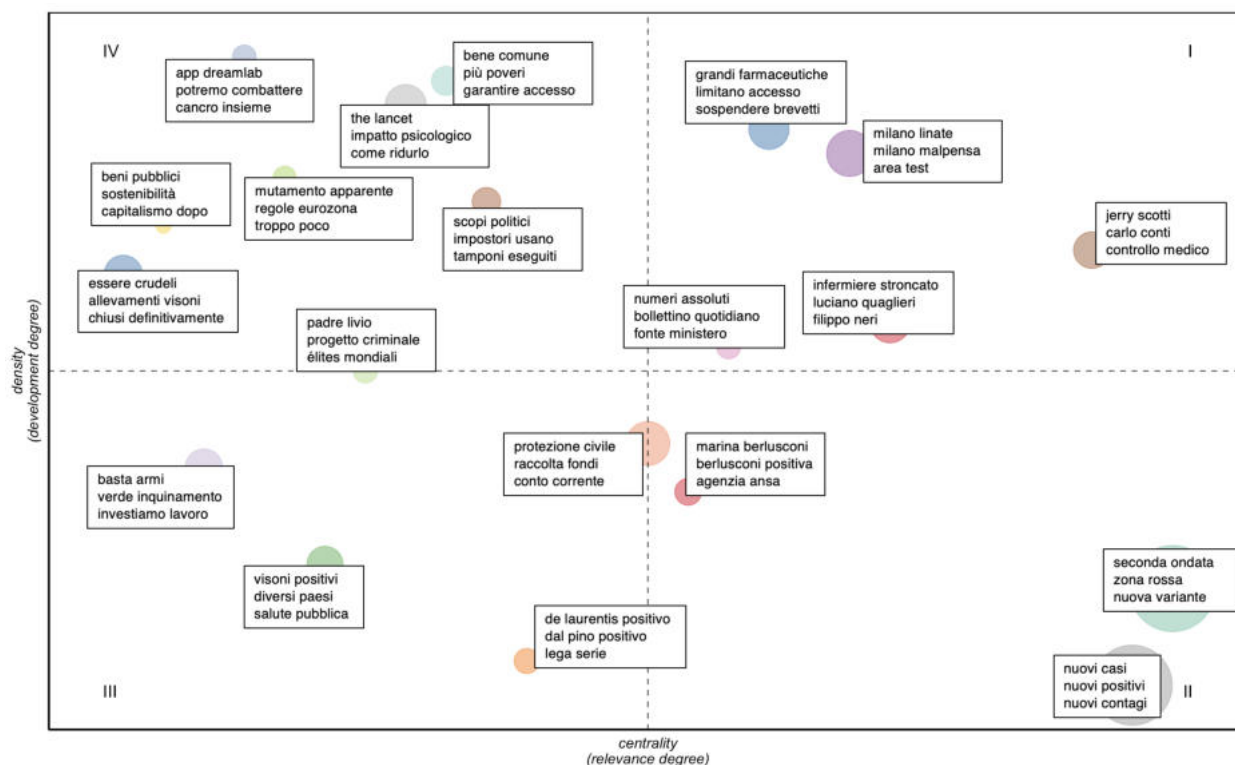 IV
I
app dreamlab
potremo combattere
cancro insieme
bene comune
più poveri
garantire accesso
the lancet
impatto psicologico
come ridurlo
grandi farmaceutiche
limitano accesso
sospendere brevetti
milano linate
milano malpensa
area test
beni pubblici
sostenibilità
capitalismo dopo
mutamento apparente
regole eurozona
troppo poco
scopi politici
impostori usano
tamponi eseguiti
jerry scotti
carlo conti
controllo medico
essere crudeli
allevamenti visoni
chiusi definitivamente
padre livio
progetto criminale
élites mondiali
numeri assoluti
bollettino quotidiano
fonte ministero
infermiere stroncato
luciano quaglieri
filippo neri
density
(development degree)
basta armi
verde inquinamento
investiamo lavoro
protezione civile
raccolta fondi
conto corrente
marina berlusconi
berlusconi positiva
agenzia ansa
visoni positivi
diversi paesi
salute pubblica
de laurentis positivo
dal pino positivo
lega serie
seconda ondata
zona rossa
nuova variante
nuovi casi
nuovi positivi
nuovi contagi
III
II
centrality
(relevance degree)